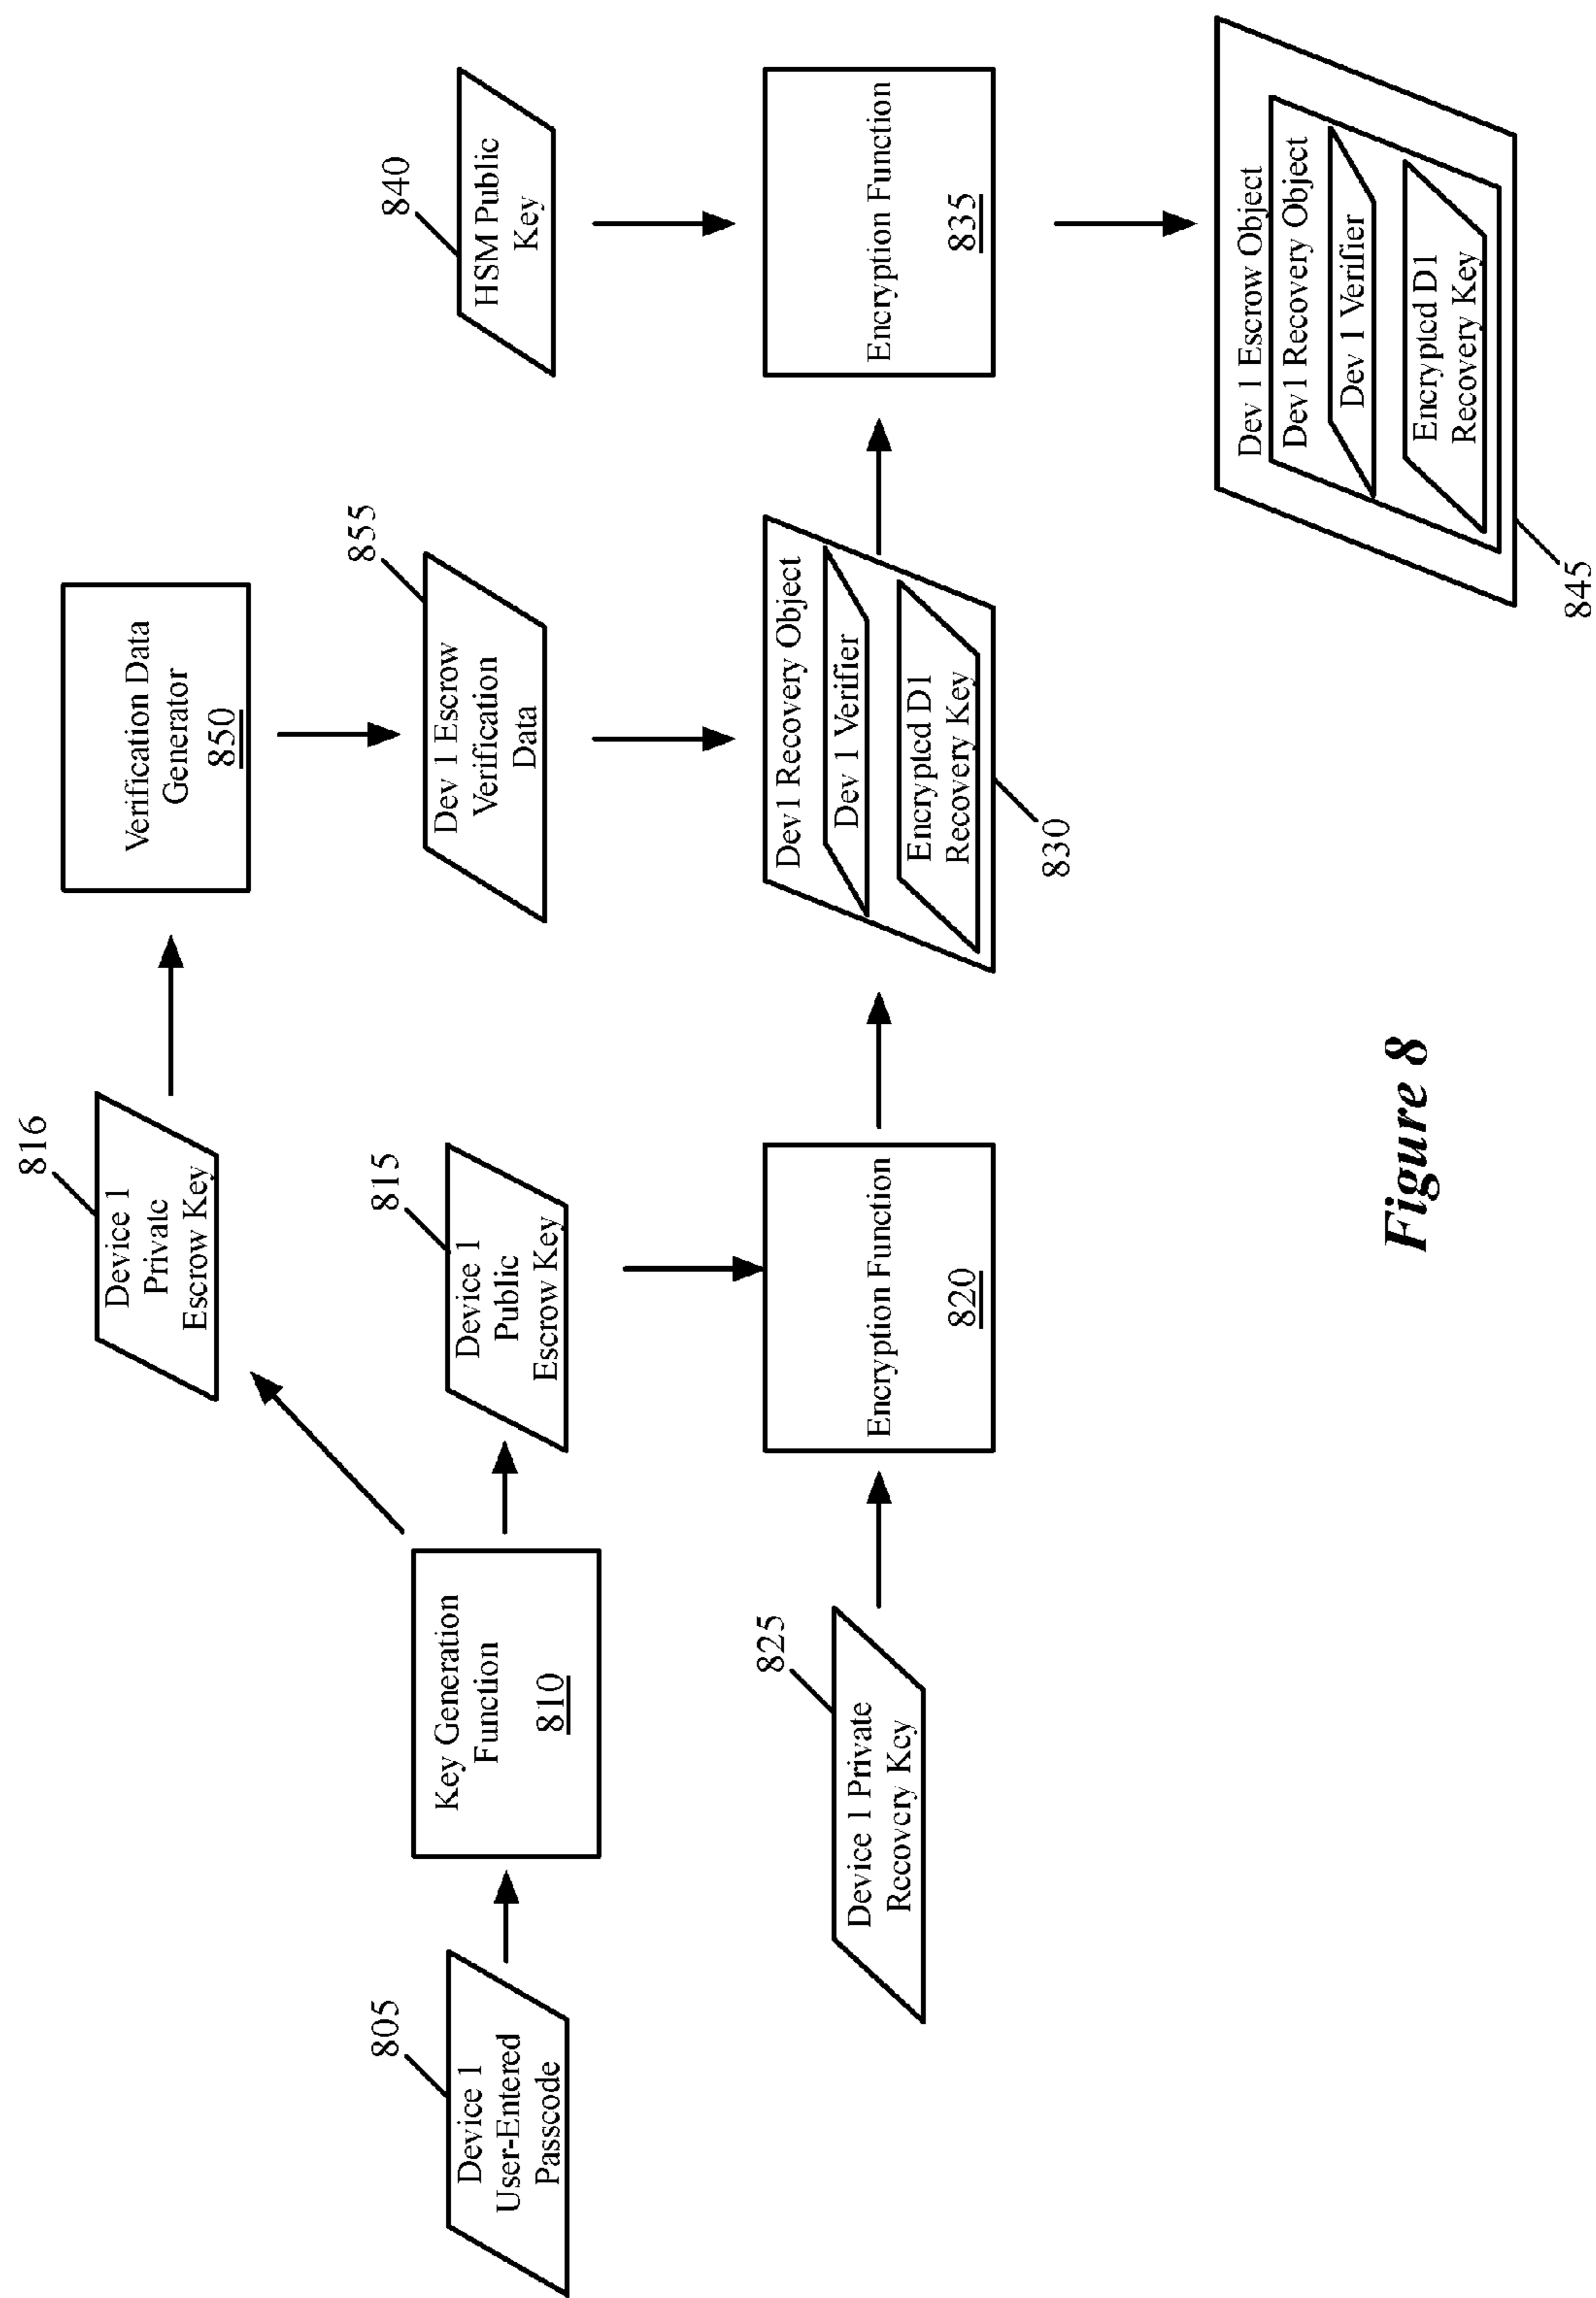 816
Device 1
Private
Escrow Key
Verification Data
Generator
850
805
Device 1
User-Entered
Passcode
Key Generation
Function
810
815
Device 1
Public
Escrow Key
855
Dev 1 Escrow
Verification
Data
840
HSM Public
Key
825
Device 1 Private
Recovery Key
Encryption Function
820
Dev1 Recovery Object
Dev 1 Verifier
Encrypted D1
Recovery Key
830
Encryption Function
835
Dev 1 Escrow Object
Dev1 Recovery Object
Dev 1 Verifier
Encrypted D1
Recovery Key
845
Figure 8